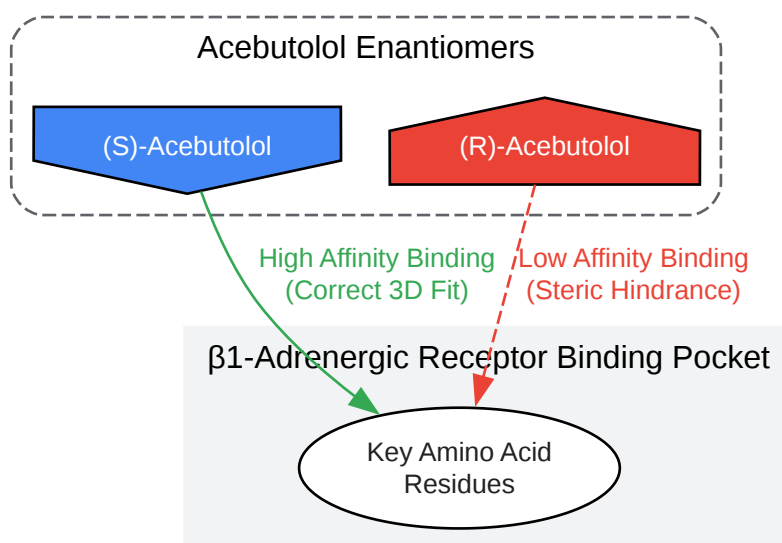 Acebutolol Enantiomers
(S)-Acebutolol
(R)-Acebutolol
High Affinity Binding
(Correct 3D Fit)
Low Affinity Binding
(Steric Hindrance)
β1-Adrenergic Receptor Binding Pocket
Key Amino Acid
Residues